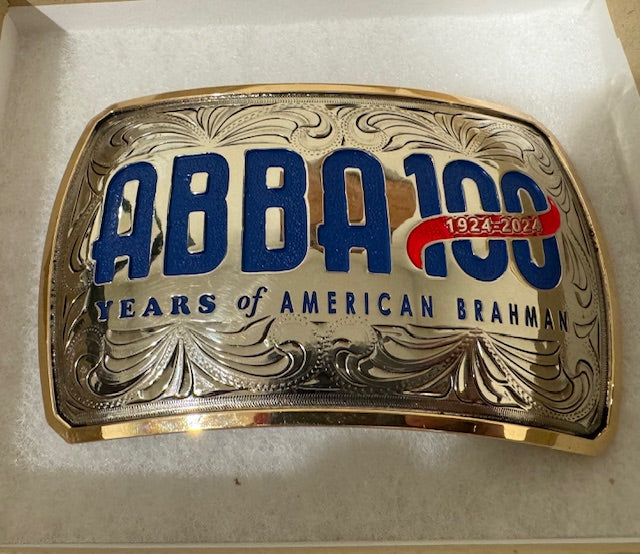 ABBA 100
1924-2024
YEARS of AMERICAN BRAHMAN